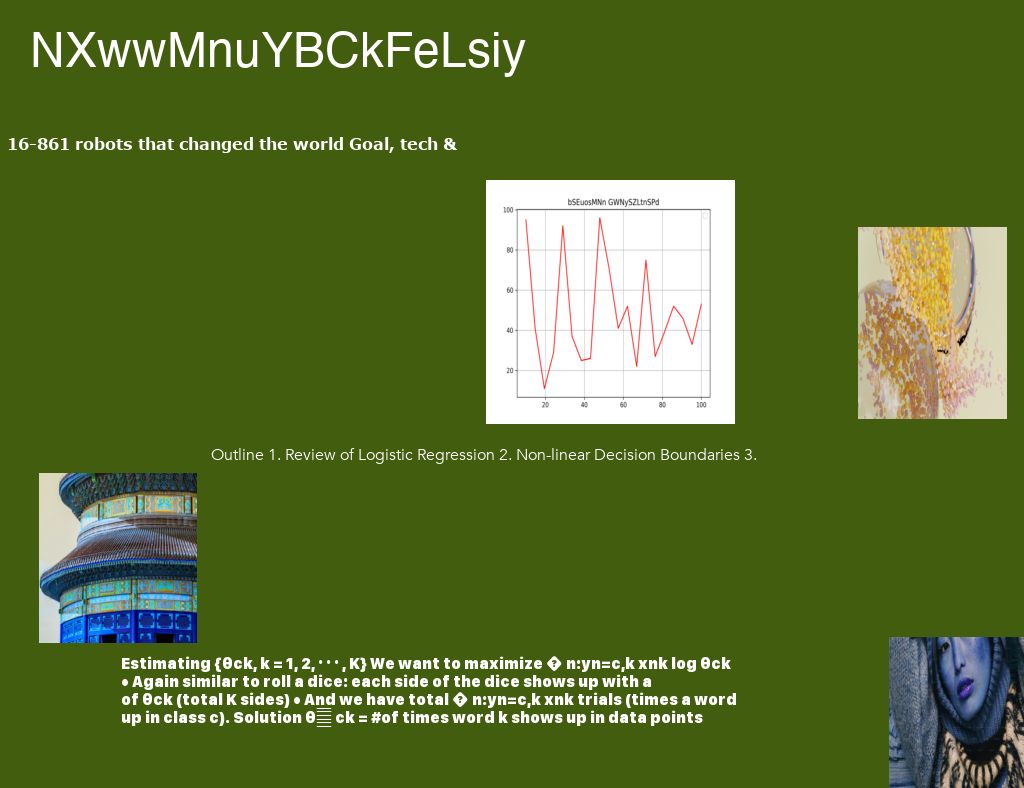 NXwwMnuYBCkFeLsiy
16-861 robots that changed the world Goal, tech &
bSEuosMNn GWNySZLtnSPd
100
80
60
40
20
20 40 60 80 100
Outline 1. Review of Logistic Regression 2. Non-linear Decision Boundaries 3.
Estimating {θck, k = 1, 2, · · · , K} We want to maximize � n:yn=c,k xnk log θck
• Again similar to roll a dice: each side of the dice shows up with a
of θck (total K sides) • And we have total � n:yn=c,k xnk trials (times a word
up in class c). Solution θ ck = #of times word k shows up in data points